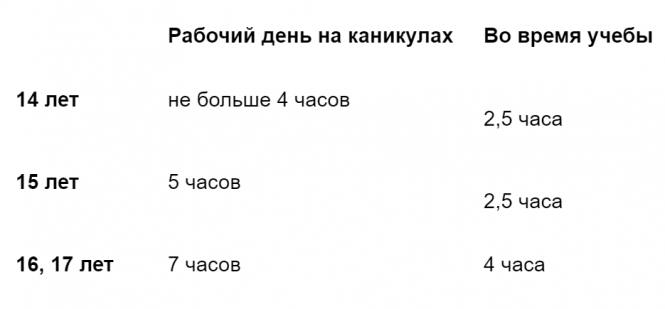 Рабочий день на каникулах Во время учебы
14 лет не больше 4 часов 2,5 часа
15 лет 5 часов 2,5 часа
16, 17 лет 7 часов 4 часа